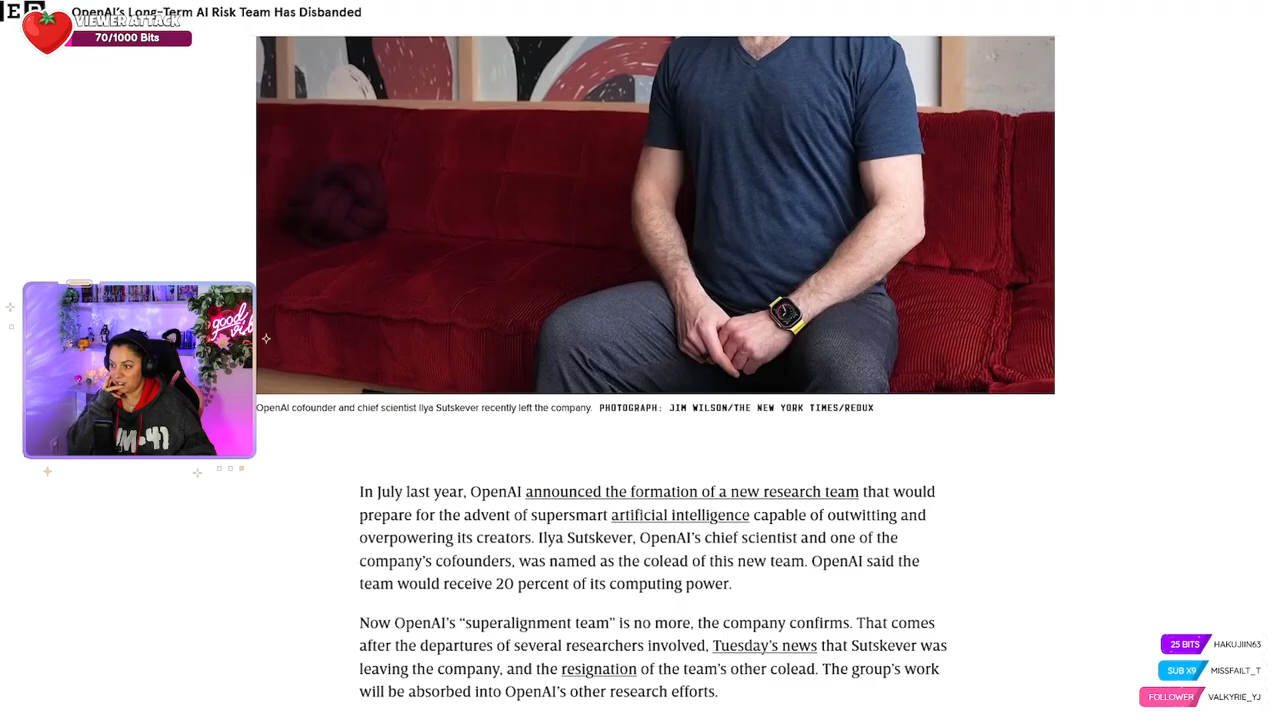 OpenAI's Long-Term AI Risk Team Has Disbanded
VIEWER ATTACK
70/1000 Bits
good
OpenAI cofounder and chief scientist Ilya Sutskever recently left the company. PHOTOGRAPH: JIM WILSON/THE NEW YORK TIMES/REDUX
In July last year, OpenAI announced the formation of a new research team that would
prepare for the advent of supersmart artificial intelligence capable of outwitting and
overpowering its creators. Ilya Sutskever, OpenAI's chief scientist and one of the
company's cofounders, was named as the colead of this new team. OpenAI said the
team would receive 20 percent of its computing power.
Now OpenAI's “superalignment team” is no more, the company confirms. That comes
after the departures of several researchers involved, Tuesday's news that Sutskever was
leaving the company, and the resignation of the team's other colead. The group's work
will be absorbed into OpenAI's other research efforts.
25 BITS HAKUJIIN63
SUB X9 MISSFAILT_T
FOLLOWER VALKYRIE_YJ